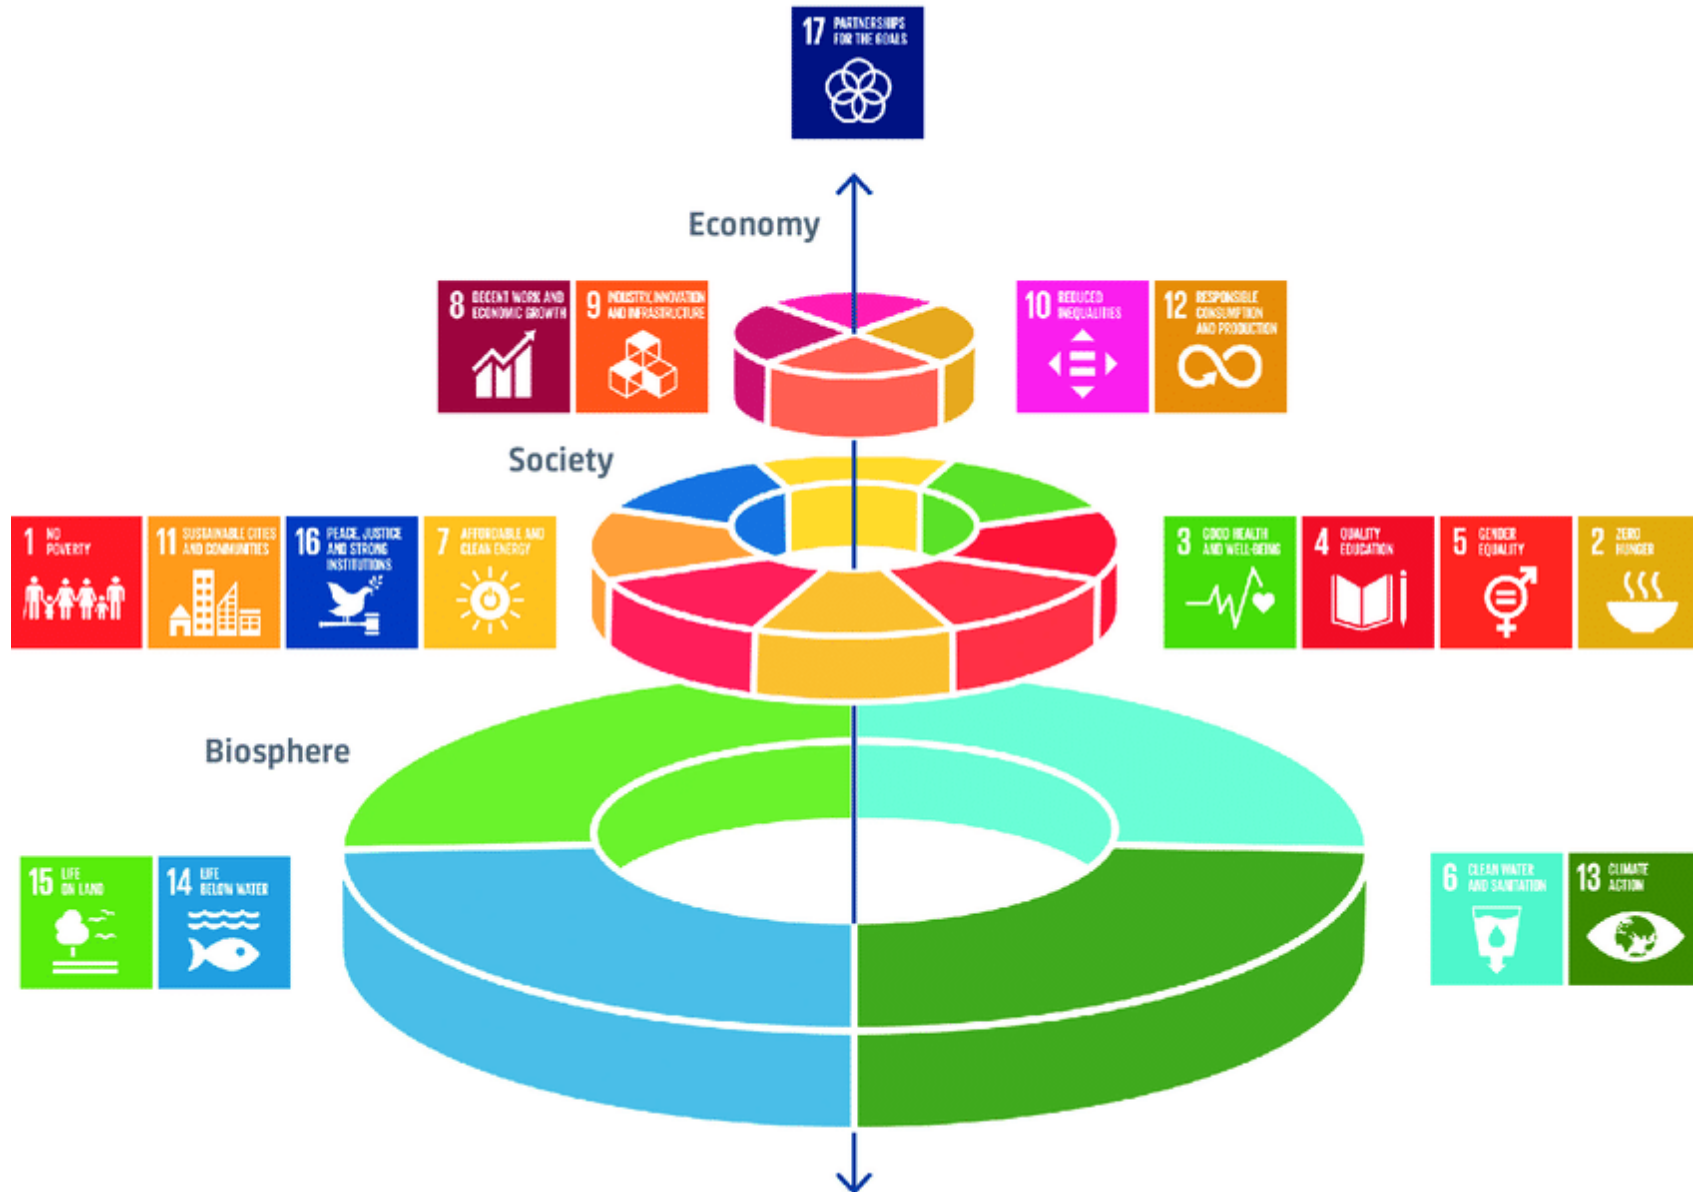 17 PARTNERSHIPS
FOR THE GOALS
Economy
8 DECENT WORK AND
ECONOMIC GROWTH
9 INDUSTRY, INNOVATION
AND INFRASTRUCTURE
10 REDUCED
INEQUALITIES
12 RESPONSIBLE
CONSUMPTION
AND PRODUCTION
Society
1 NO
POVERTY
11 SUSTAINABLE CITIES
AND COMMUNITIES
16 PEACE, JUSTICE
AND STRONG
INSTITUTIONS
7 AFFORDABLE AND
CLEAN ENERGY
3 GOOD HEALTH
AND WELL-BEING
4 QUALITY
EDUCATION
5 GENDER
EQUALITY
2 ZERO
HUNGER
Biosphere
15 LIFE
ON LAND
14 LIFE
BELOW WATER
6 CLEAN WATER
AND SANITATION
13 CLIMATE
ACTION